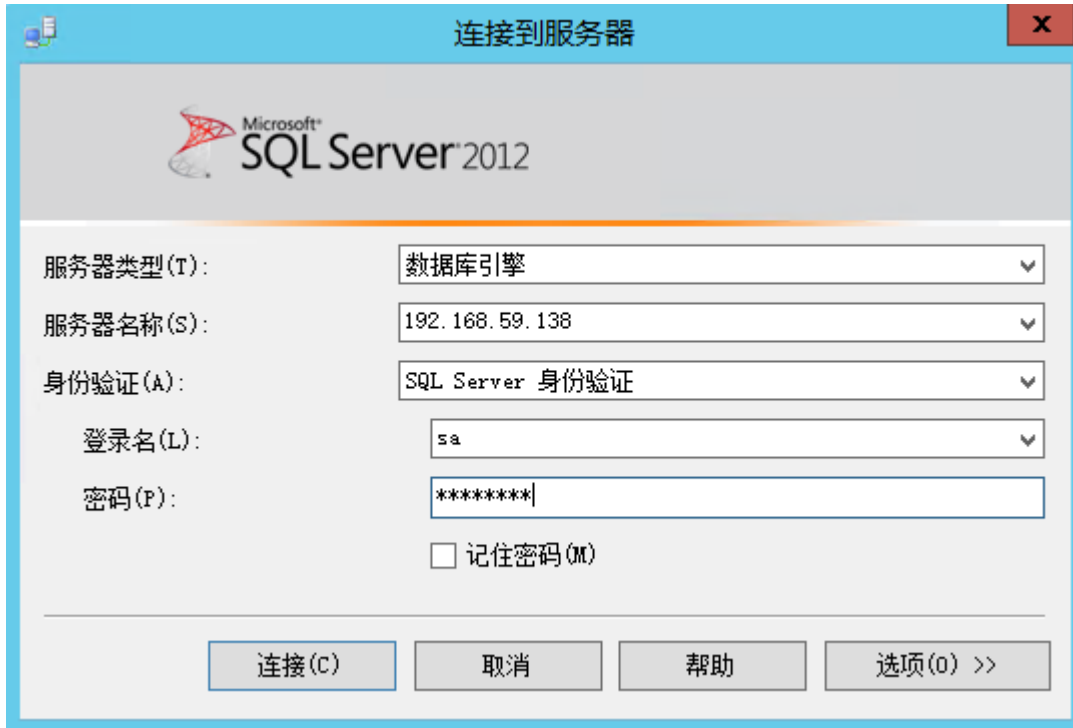 连接到服务器
x
Microsoft®
SQL Server® 2012
服务器类型(T): 数据库引擎
服务器名称(S): 192.168.59.138
身份验证(A): SQL Server 身份验证
登录名(L): sa
密码(P): ********
记住密码(M)
连接(C) 取消 帮助 选项(O) >>